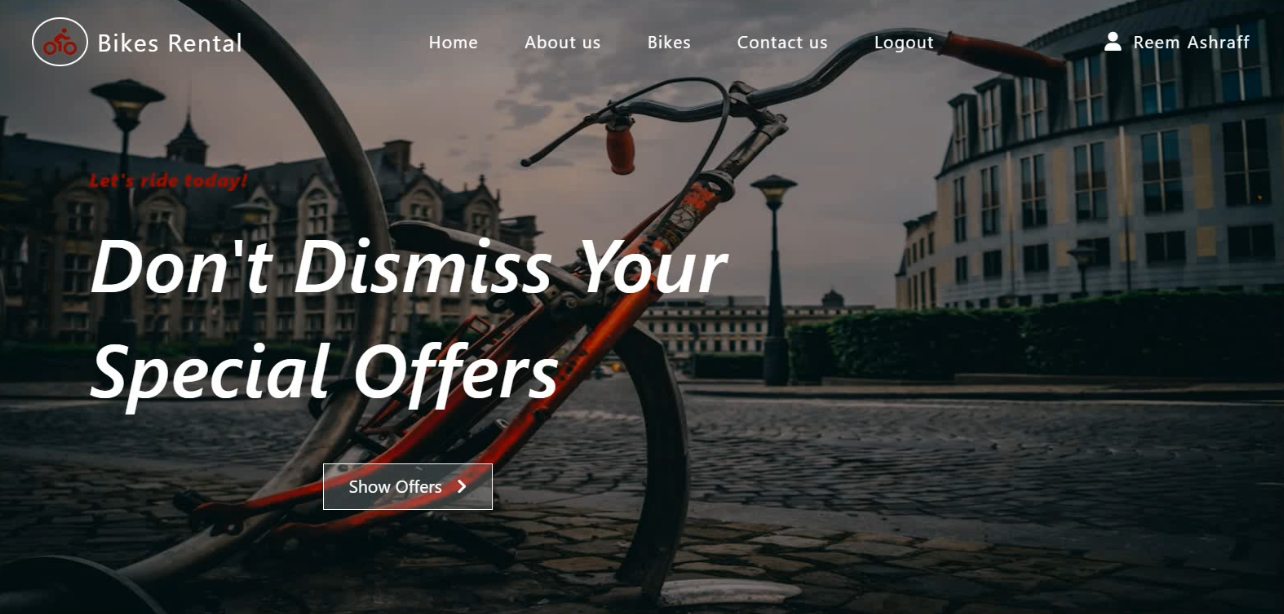 Bikes Rental
Home
About us
Bikes
Contact us
Logout
Reem Ashraff
Let's ride today!
Don't Dismiss Your
Special Offers
Show Offers